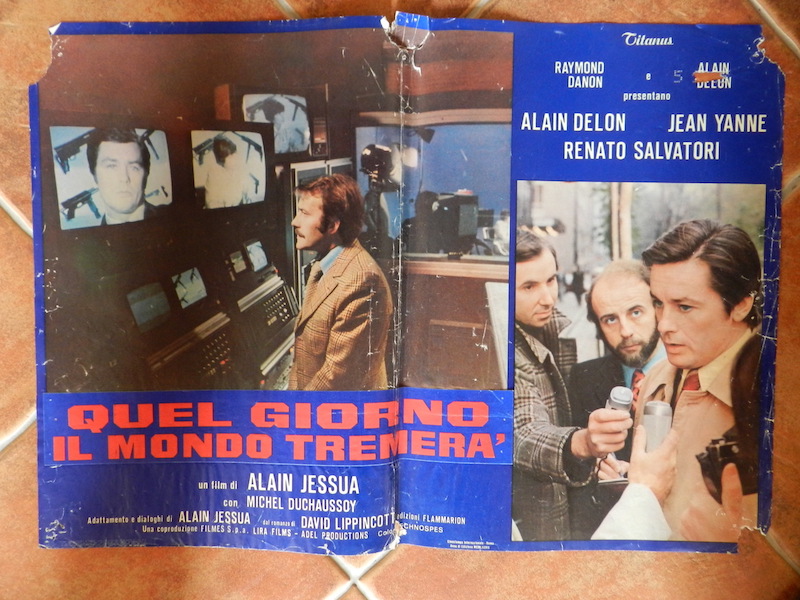 Titanus
RAYMOND DANON e ALAIN DELON
5
presentano
ALAIN DELON JEAN YANNE
RENATO SALVATORI
QUEL GIORNO
IL MONDO TREMERA'
un film di ALAIN JESSUA
con MICHEL DUCHAUSSOY
Adattamento e dialoghi di ALAIN JESSUA dal romanzo di DAVID LIPPINCOTT edizioni FLAMMARION
Una coproduzione FILMES S.p.a. LIRA FILMS - ADEL PRODUCTIONS